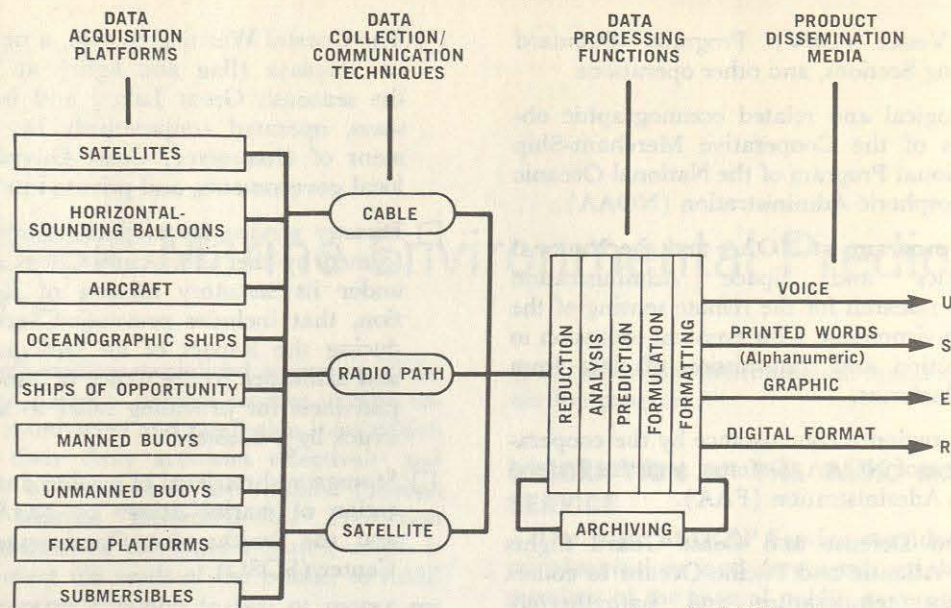 DATA
ACQUISITION
PLATFORMS
DATA
COLLECTION/
COMMUNICATION
TECHNIQUES
DATA
PROCESSING
FUNCTIONS
PRODUCT
DISSEMINATION
MEDIA
SATELLITES
HORIZONTAL-
SOUNDING BALLOONS
AIRCRAFT
OCEANOGRAPHIC SHIPS
SHIPS OF OPPORTUNITY
MANNED BUOYS
UNMANNED BUOYS
FIXED PLATFORMS
SUBMERSIBLES
CABLE
RADIO PATH
SATELLITE
REDUCTION
ANALYSIS
PREDICTION
FORMULATION
FORMATTING
ARCHIVING
VOICE
PRINTED WORDS
(Alphanumeric)
GRAPHIC
DIGITAL FORMAT
U
S
E
R